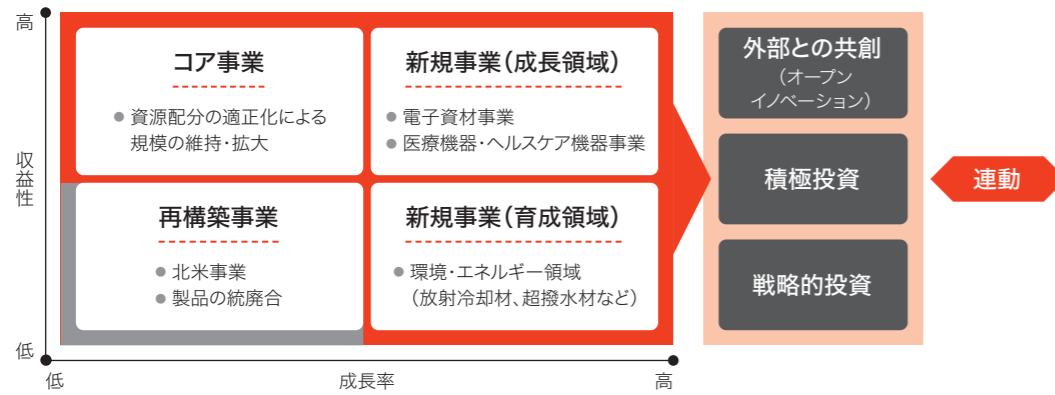 高
収益性
低
低
成長率
高
コア事業
● 資源配分の適正化による
規模の維持・拡大
新規事業(成長領域)
● 電子資材事業
● 医療機器・ヘルスケア機器事業
再構築事業
● 北米事業
● 製品の統廃合
新規事業(育成領域)
● 環境・エネルギー領域
(放射冷却材、超撥水材など)
外部との共創
(オープン
イノベーション)
積極投資
戦略的投資
連動